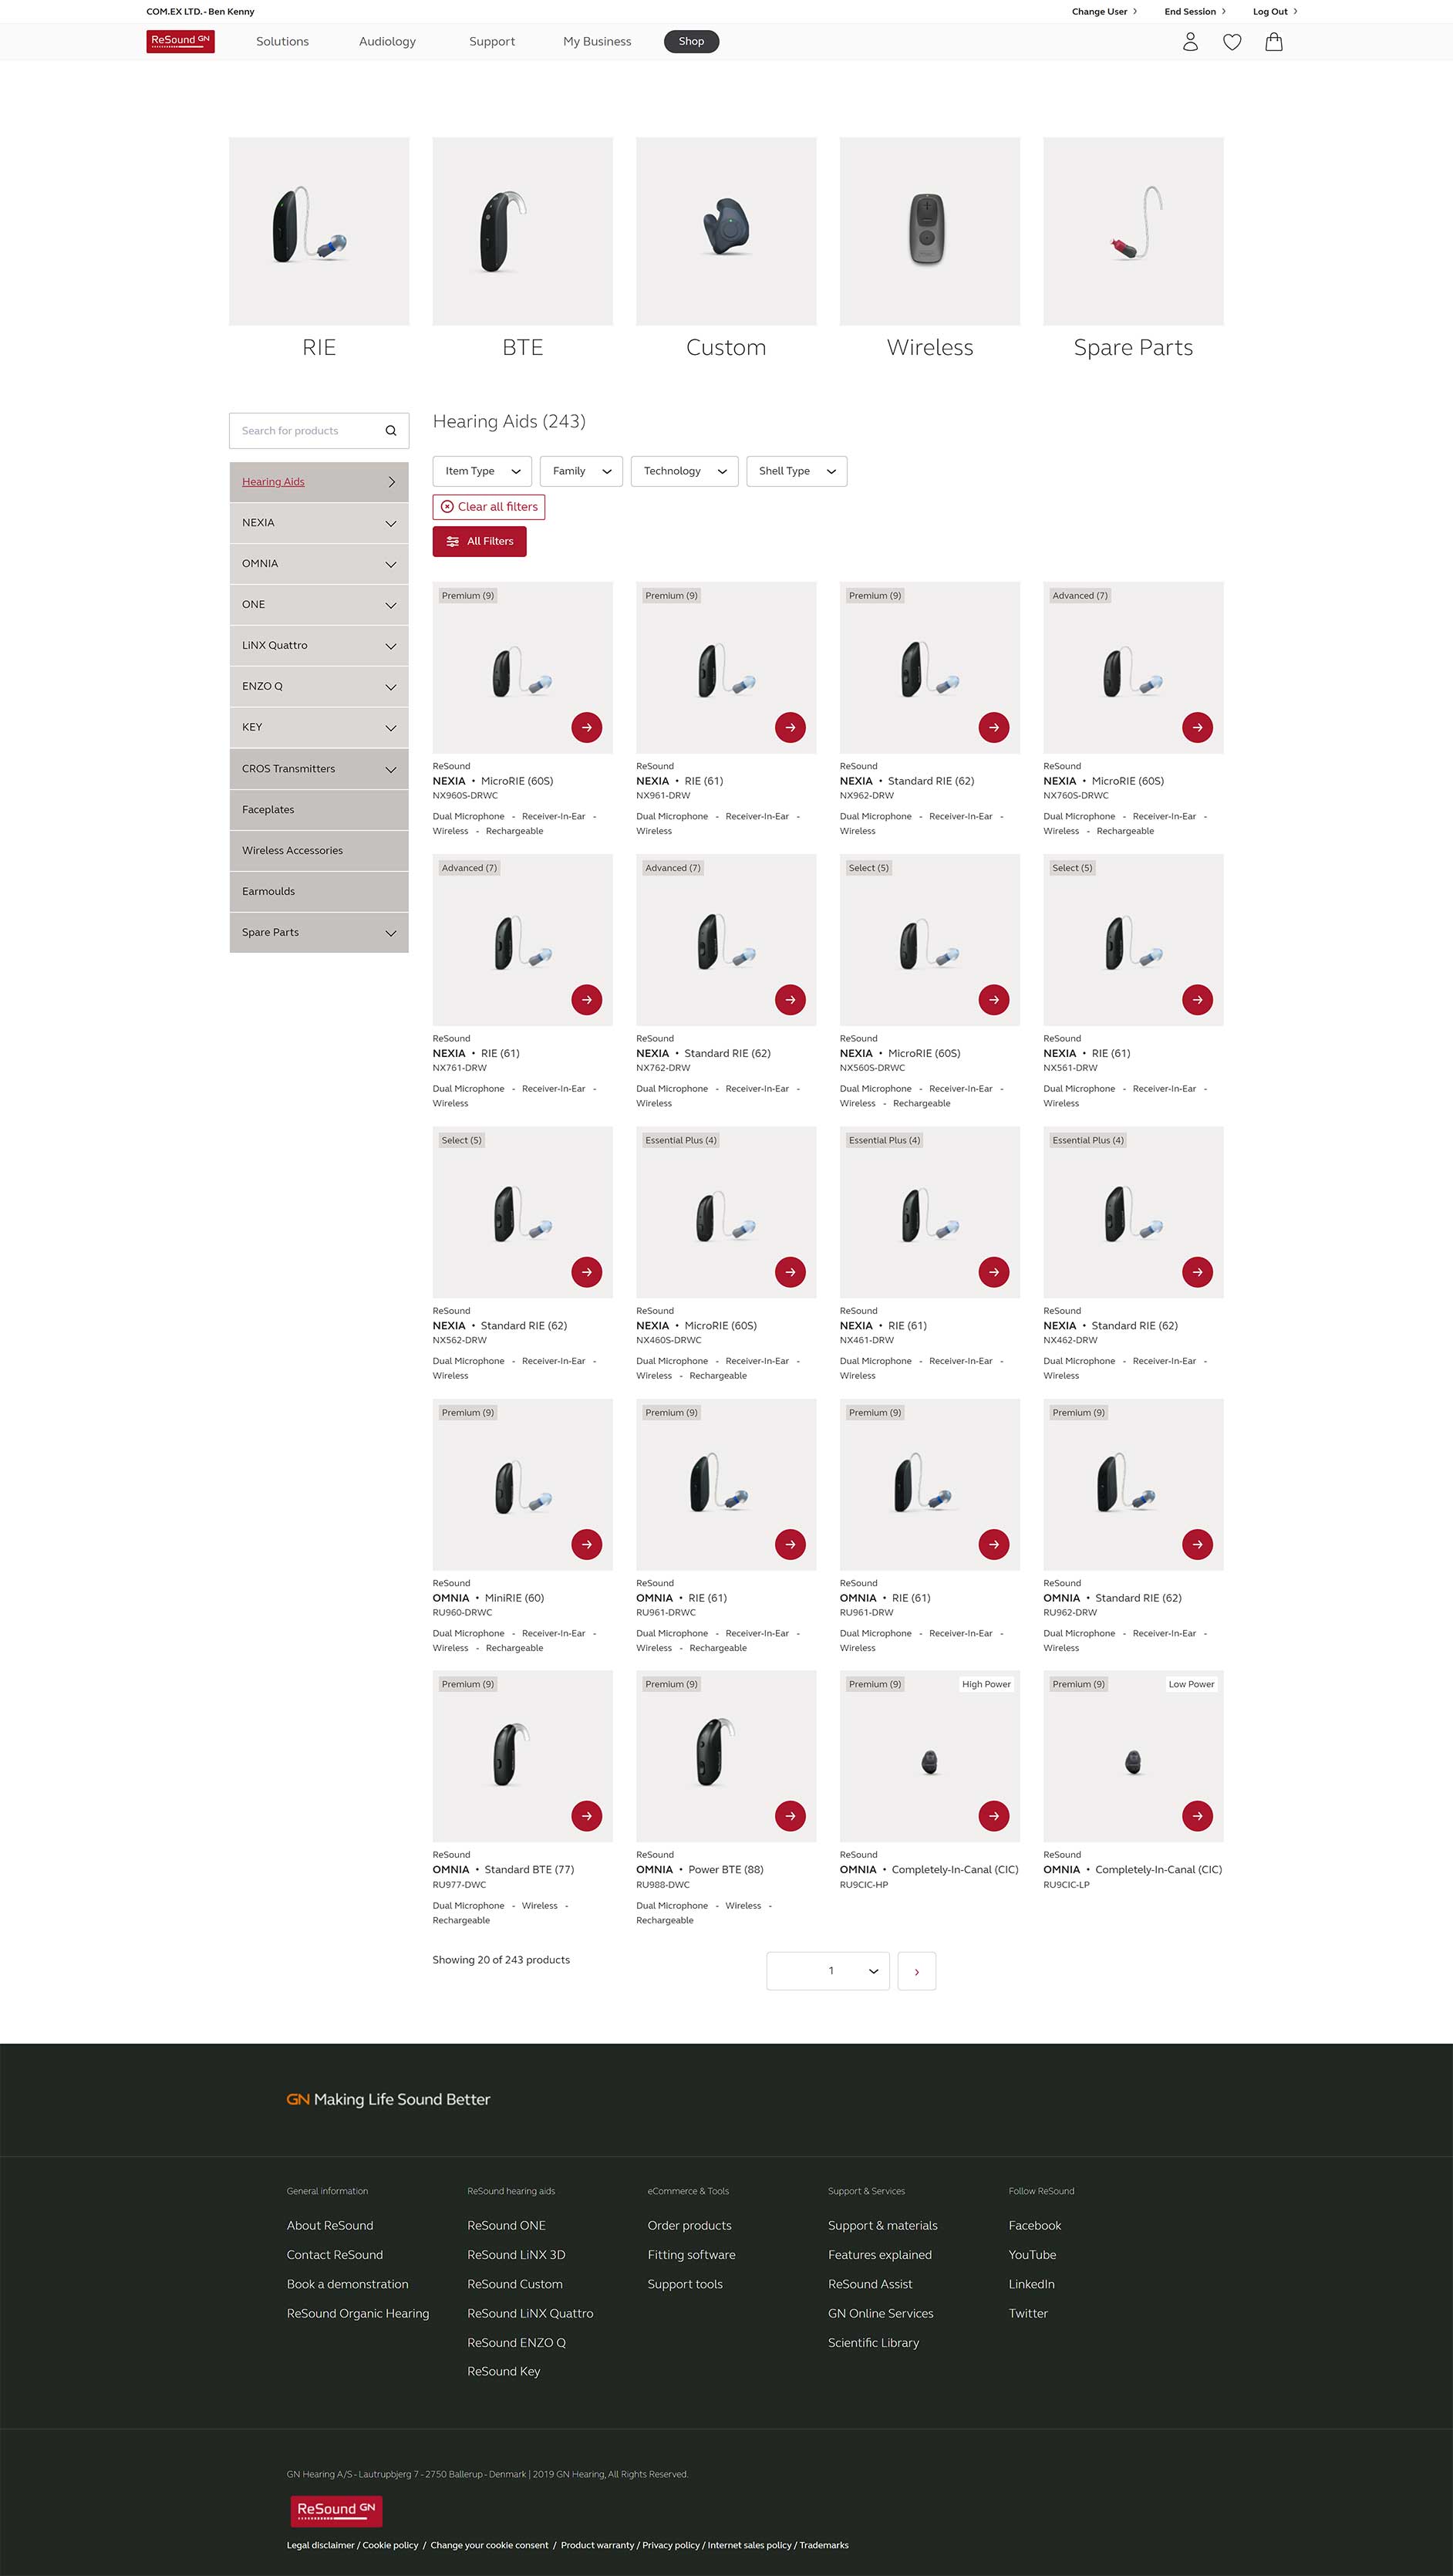 COM.EX LTD. - Ben Kenny
Change User
End Session
Log Out
ReSound GN
Solutions
Audiology
Support
My Business
Shop
RIE
BTE
Custom
Wireless
Spare Parts
Search for products
Hearing Aids
NEXIA
OMNIA
ONE
LiNX Quattro
ENZO Q
KEY
CROS Transmitters
Faceplates
Wireless Accessories
Earmoulds
Spare Parts
Hearing Aids (243)
Item Type
Family
Technology
Shell Type
Clear all filters
All Filters
Premium (9)
ReSound
NEXIA • MicroRIE (60S)
NX960S-DRWC
Dual Microphone - Receiver-In-Ear -
Wireless - Rechargeable
Premium (9)
ReSound
NEXIA • RIE (61)
NX961-DRW
Dual Microphone - Receiver-In-Ear -
Wireless
Premium (9)
ReSound
NEXIA • Standard RIE (62)
NX962-DRW
Dual Microphone - Receiver-In-Ear -
Wireless
Advanced (7)
ReSound
NEXIA • MicroRIE (60S)
NX760S-DRWC
Dual Microphone - Receiver-In-Ear -
Wireless - Rechargeable
Advanced (7)
ReSound
NEXIA • RIE (61)
NX761-DRW
Dual Microphone - Receiver-In-Ear -
Wireless
Advanced (7)
ReSound
NEXIA • Standard RIE (62)
NX762-DRW
Dual Microphone - Receiver-In-Ear -
Wireless
Select (5)
ReSound
NEXIA • MicroRIE (60S)
NX560S-DRWC
Dual Microphone - Receiver-In-Ear -
Wireless - Rechargeable
Select (5)
ReSound
NEXIA • RIE (61)
NX561-DRW
Dual Microphone - Receiver-In-Ear -
Wireless
Select (5)
ReSound
NEXIA • Standard RIE (62)
NX562-DRW
Dual Microphone - Receiver-In-Ear -
Wireless
Essential Plus (4)
ReSound
NEXIA • MicroRIE (60S)
NX460S-DRWC
Dual Microphone - Receiver-In-Ear -
Wireless - Rechargeable
Essential Plus (4)
ReSound
NEXIA • RIE (61)
NX461-DRW
Dual Microphone - Receiver-In-Ear -
Wireless
Essential Plus (4)
ReSound
NEXIA • Standard RIE (62)
NX462-DRW
Dual Microphone - Receiver-In-Ear -
Wireless
Premium (9)
ReSound
OMNIA • MiniRIE (60)
RU960-DRWC
Dual Microphone - Receiver-In-Ear -
Wireless - Rechargeable
Premium (9)
ReSound
OMNIA • RIE (61)
RU961-DRWC
Dual Microphone - Receiver-In-Ear -
Wireless - Rechargeable
Premium (9)
ReSound
OMNIA • RIE (61)
RU961-DRW
Dual Microphone - Receiver-In-Ear -
Wireless
Premium (9)
ReSound
OMNIA • Standard RIE (62)
RU962-DRW
Dual Microphone - Receiver-In-Ear -
Wireless
Premium (9)
ReSound
OMNIA • Standard BTE (77)
RU977-DWC
Dual Microphone - Wireless -
Rechargeable
Premium (9)
ReSound
OMNIA • Power BTE (88)
RU988-DWC
Dual Microphone - Wireless -
Rechargeable
Premium (9)
High Power
ReSound
OMNIA • Completely-In-Canal (CIC)
RU9CIC-HP
Premium (9)
Low Power
ReSound
OMNIA • Completely-In-Canal (CIC)
RU9CIC-LP
Showing 20 of 243 products
1
GN Making Life Sound Better
General information
About ReSound
Contact ReSound
Book a demonstration
ReSound Organic Hearing
ReSound hearing aids
ReSound ONE
ReSound LiNX 3D
ReSound Custom
ReSound LiNX Quattro
ReSound ENZO Q
ReSound Key
eCommerce & Tools
Order products
Fitting software
Support tools
Support & Services
Support & materials
Features explained
ReSound Assist
GN Online Services
Scientific Library
Follow ReSound
Facebook
YouTube
LinkedIn
Twitter
GN Hearing A/S - Lautrupbjerg 7 - 2750 Ballerup - Denmark | 2019 GN Hearing, All Rights Reserved.
ReSound GN
Legal disclaimer / Cookie policy / Change your cookie consent / Product warranty / Privacy policy / Internet sales policy / Trademarks